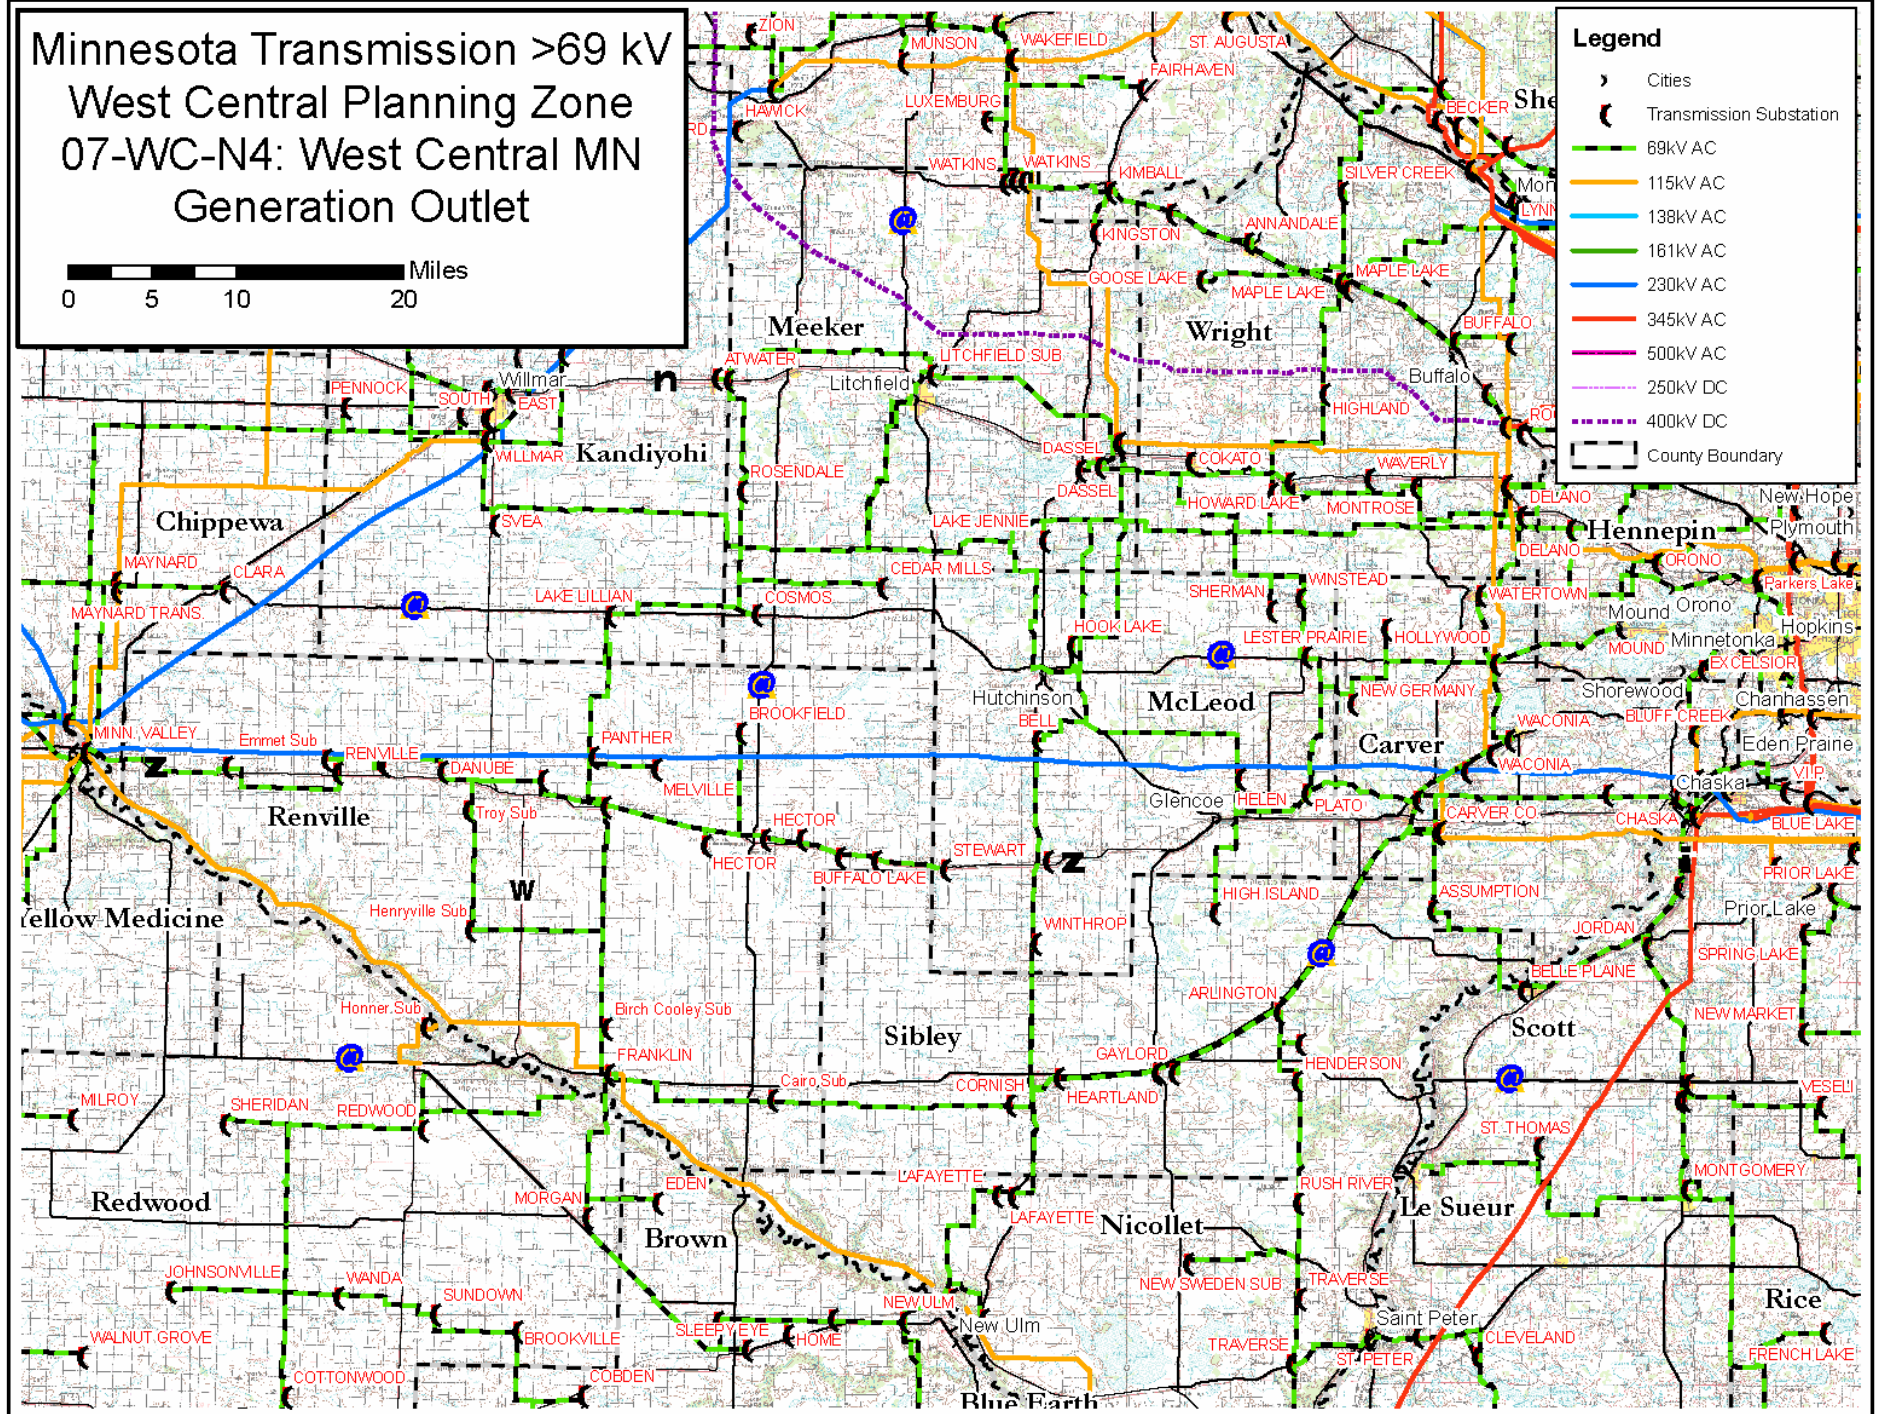 Minnesota Transmission >69 kV
West Central Planning Zone
07-WC-N4: West Central MN
Generation Outlet
Miles
0 5 10 20
Legend
Cities
Transmission Substation
69kV AC
115kV AC
138kV AC
161kV AC
230kV AC
345kV AC
500kV AC
250kV DC
400kV DC
County Boundary
ZION
MUNSON
WAKEFIELD
ST. AUGUSTA
FAIRHAVEN
HAWICK
LUXEMBURG
BECKER
She
RD
WATKINS
WATKINS
KIMBALL
SILVER CREEK
Mon
LYNN
@
KINGSTON
ANNANDALE
GOOSE LAKE
MAPLE LAKE
MAPLE LAKE
Meeker
Wright
BUFFALO
ATWATER
LITCHFIELD SUB
Litchfield
Buffalo
PENNOCK
Willmar
SOUTH
EAST
n
HIGHLAND
ROC
WILLMAR
Kandiyohi
DASSEL
COKATO
WAVERLY
ROSENDALE
DASSEL
HOWARD LAKE
MONTROSE
DELANO
New Hope
Chippewa
SVEA
LAKE JENNIE
Hennepin
Plymouth
DELANO
MAYNARD
CLARA
CEDAR MILLS
ORONO
Parkers Lake
MAYNARD TRANS
@
LAKE LILLIAN
COSMOS
SHERMAN
WINSTEAD
WATERTOWN
Mound
Orono
HOOK LAKE
LESTER PRAIRIE
HOLLYWOOD
Minnetonka
Hopkins
@
MOUND
EXCELSIOR
@
Hutchinson
McLeod
NEW GERMANY
Shorewood
Chanhassen
BROOKFIELD
BELL
WACONIA
BLUFF CREEK
MINN. VALLEY
Emmet Sub
RENVILLE
PANTHER
Carver
Eden Praine
Z
DANUBE
WACONIA
V.I.P.
Chaska
MELVILLE
Glencoe
HELEN
PLATO
Renville
Troy Sub
HECTOR
CARVER CO.
CHASKA
BLUE LAKE
HECTOR
STEWART
Z
BUFFALO LAKE
PRIOR LAKE
W
HIGH ISLAND
ASSUMPTION
Yellow Medicine
Henryville Sub
WINTHROP
Prior Lake
JORDAN
@
SPRING LAKE
BELLE PLAINE
ARLINGTON
Honner Sub
Birch Cooley Sub
Sibley
Scott
NEW MARKET
@
FRANKLIN
GAYLORD
HENDERSON
@
Cairo Sub
CORNISH
HEARTLAND
VESELI
MILROY
SHERIDAN
REDWOOD
ST. THOMAS
LAFAYETTE
MONTGOMERY
Redwood
MORGAN
EDEN
RUSH RIVER
Le Sueur
LAFAYETTE
Nicollet
Brown
JOHNSONVILLE
WANDA
NEW SWEDEN SUB
TRAVERSE
SUNDOWN
NEW ULM
Rice
New Ulm
Saint Peter
WALNUT GROVE
BROOKVILLE
SLEEPY EYE
HOME
TRAVERSE
CLEVELAND
ST. PETER
FRENCH LAKE
COTTONWOOD
COBDEN
Blue Earth